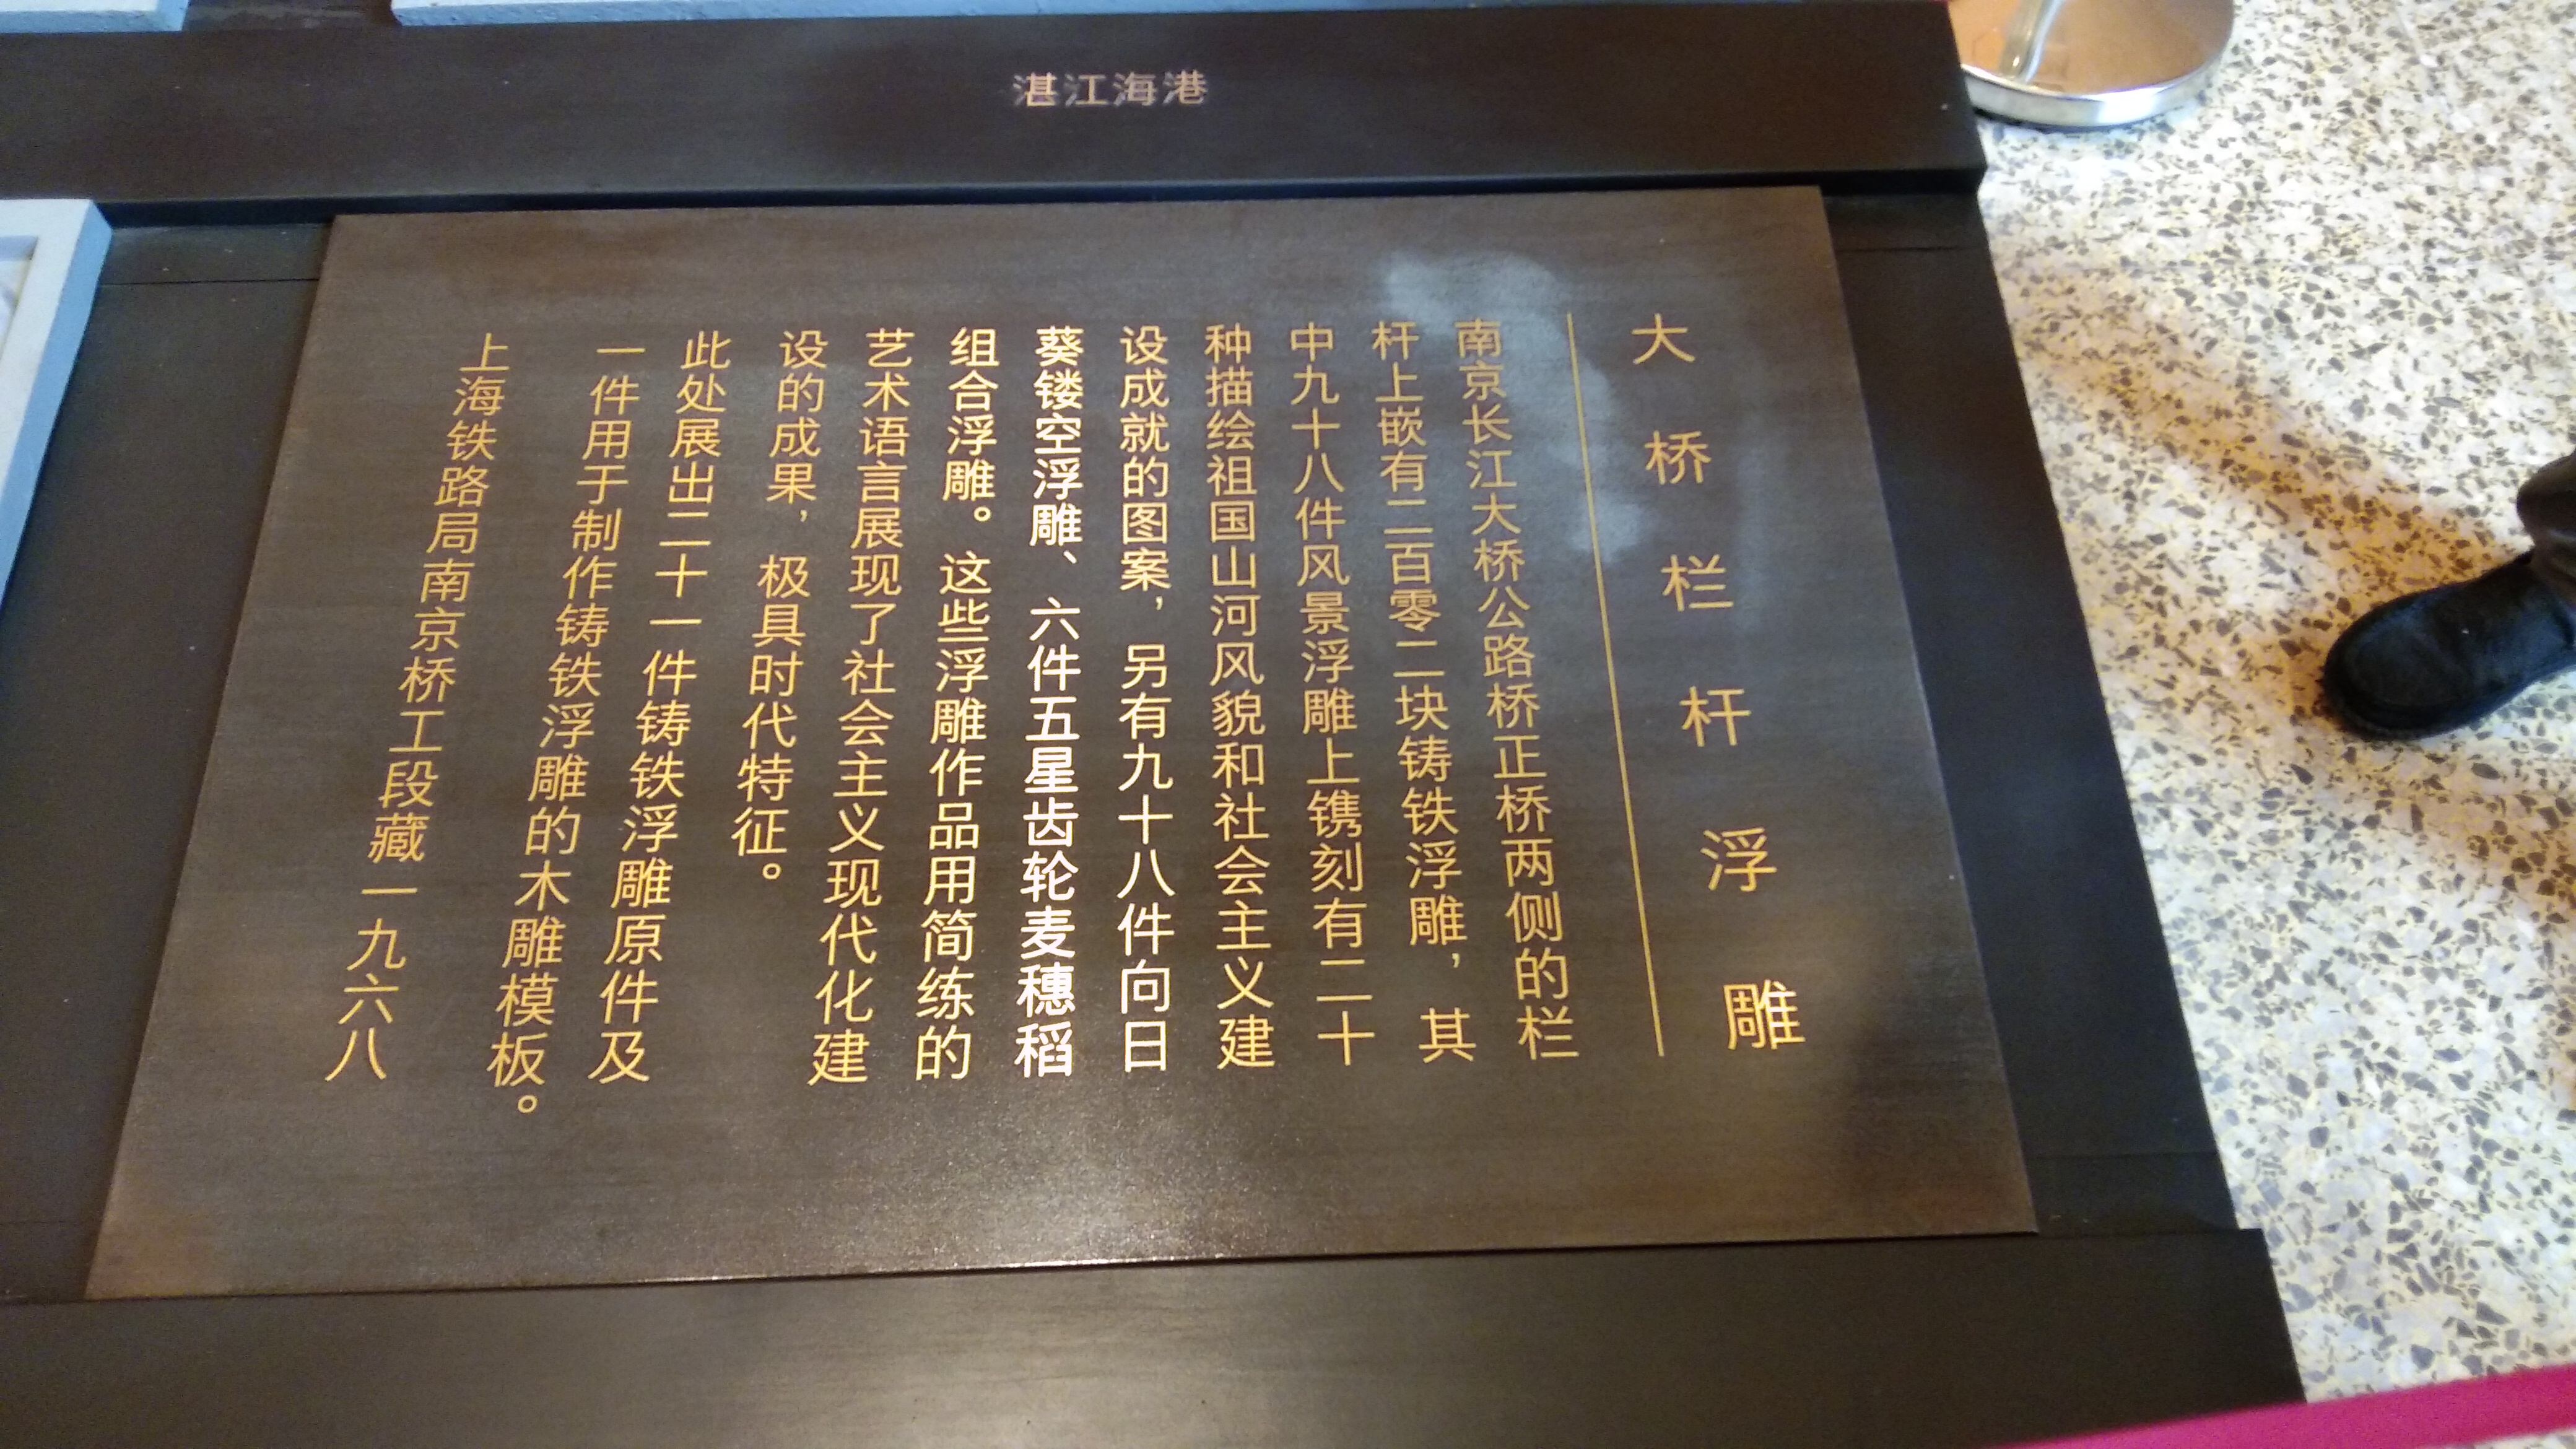 湛江海港
大桥栏杆浮雕
南京长江大桥公路桥正桥两侧的栏
杆上嵌有二百零二块铸铁浮雕，其
中九十八件风景浮雕上镌刻有二十
种描绘祖国山河风貌和社会主义建
设成就的图案，另有九十八件向日
葵镂空浮雕、六件五星齿轮麦穗稻
组合浮雕。这些浮雕作品用简练的
艺术语言展现了社会主义现代化建
设的成果，极具时代特征。
此处展出二十一件铸铁浮雕原件及
一件用于制作铸铁浮雕的木雕模板。
上海铁路局南京桥工段藏一九六八